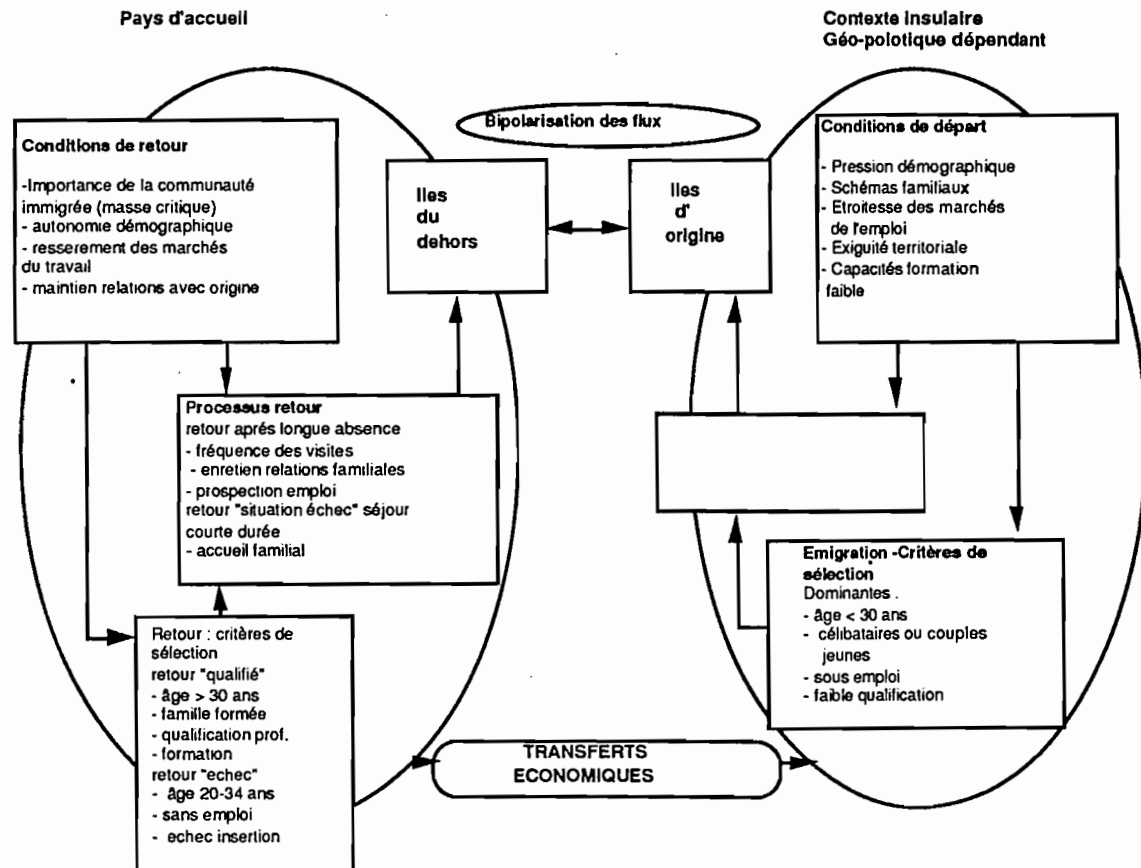 Pays d'accueil
Contexte insulaire
Géo-polotique dépendant
Bipolarisation des flux
Conditions de retour
-Importance de la communauté
immigrée (masse critique)
- autonomie démographique
- resserement des marchés
du travail
- maintien relations avec origine
Iles
du
dehors
Iles
d'
origine
Conditions de départ
- Pression démographique
- Schémas familiaux
- Etroitesse des marchés
de l'emploi
- Exiguité territoriale
- Capacités formation
faible
Processus retour
retour aprés longue absence
- fréquence des visites
- enretien relations familiales
- prospection emploi
retour "situation échec" séjour
courte durée
- accueil familial
Emigration -Critères de
sélection
Dominantes .
- âge < 30 ans
- célibataires ou couples
jeunes
- sous emploi
- faible qualification
Retour : critères de
sélection
retour "qualifié"
- âge > 30 ans
- famille formée
- qualification prof.
- formation
retour "echec"
- âge 20-34 ans
- sans emploi
- echec insertion
TRANSFERTS
ECONOMIQUES